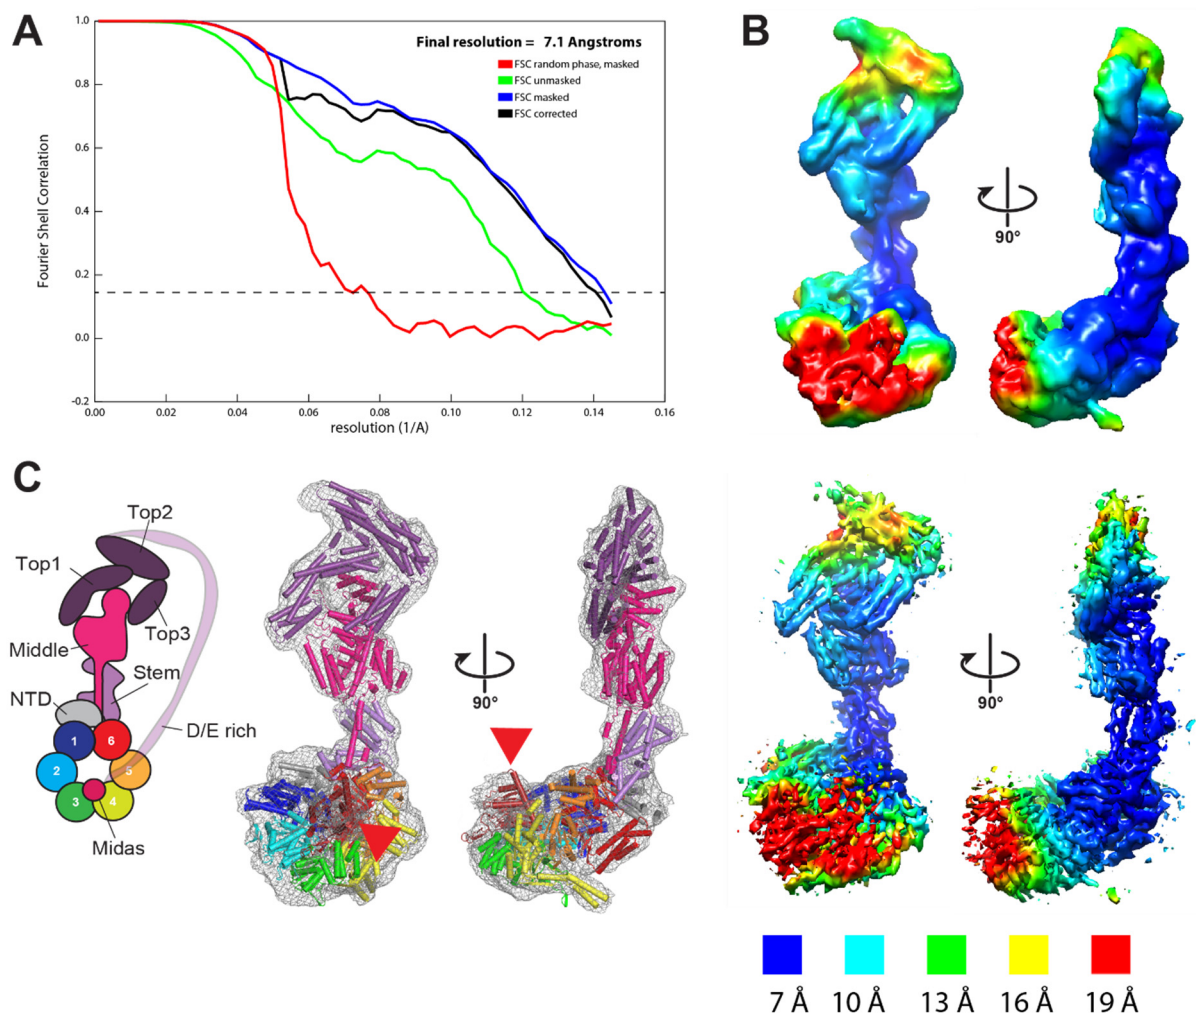 A
Final resolution = 7.1 Angstroms
FSC random phase, masked
FSC unmasked
FSC masked
FSC corrected
Fourier Shell Correlation
1.0
0.8
0.6
0.4
0.2
0.0
-0.2
0.00 0.02 0.04 0.06 0.08 0.10 0.12 0.14 0.16
resolution (1/A)
B
90°
C
Top2
Top1
Top3
Middle
Stem
NTD
D/E rich
1 6
2 5
3 4
Midas
90°
90°
7 Å 10 Å 13 Å 16 Å 19 Å